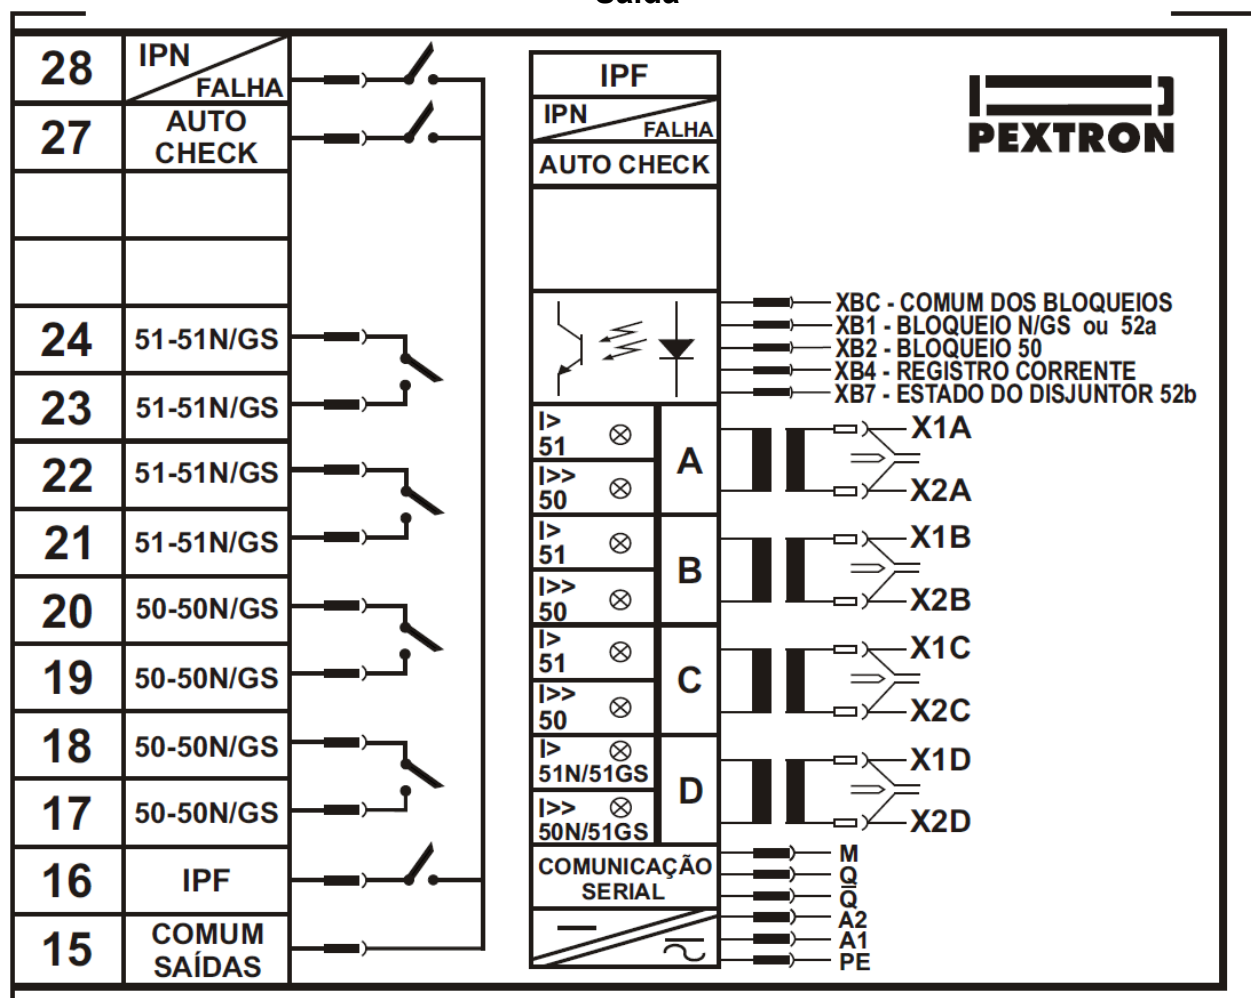 Saída
28
IPN
FALHA
27
AUTO
CHECK
24
51-51N/GS
23
51-51N/GS
22
51-51N/GS
21
51-51N/GS
20
50-50N/GS
19
50-50N/GS
18
50-50N/GS
17
50-50N/GS
16
IPF
15
COMUM
SAÍDAS
IPF
IPN
FALHA
AUTO CHECK
I>
51
I>>
50
A
I>
51
I>>
50
B
I>
51
I>>
50
C
I>
51N/51GS
I>>
50N/51GS
D
COMUNICAÇÃO
SERIAL
PEXTRON
XBC - COMUM DOS BLOQUEIOS
XB1 - BLOQUEIO N/GS ou 52a
XB2 - BLOQUEIO 50
XB4 - REGISTRO CORRENTE
XB7 - ESTADO DO DISJUNTOR 52b
X1A
X2A
X1B
X2B
X1C
X2C
X1D
X2D
M
Q
Q̅
A2
A1
PE